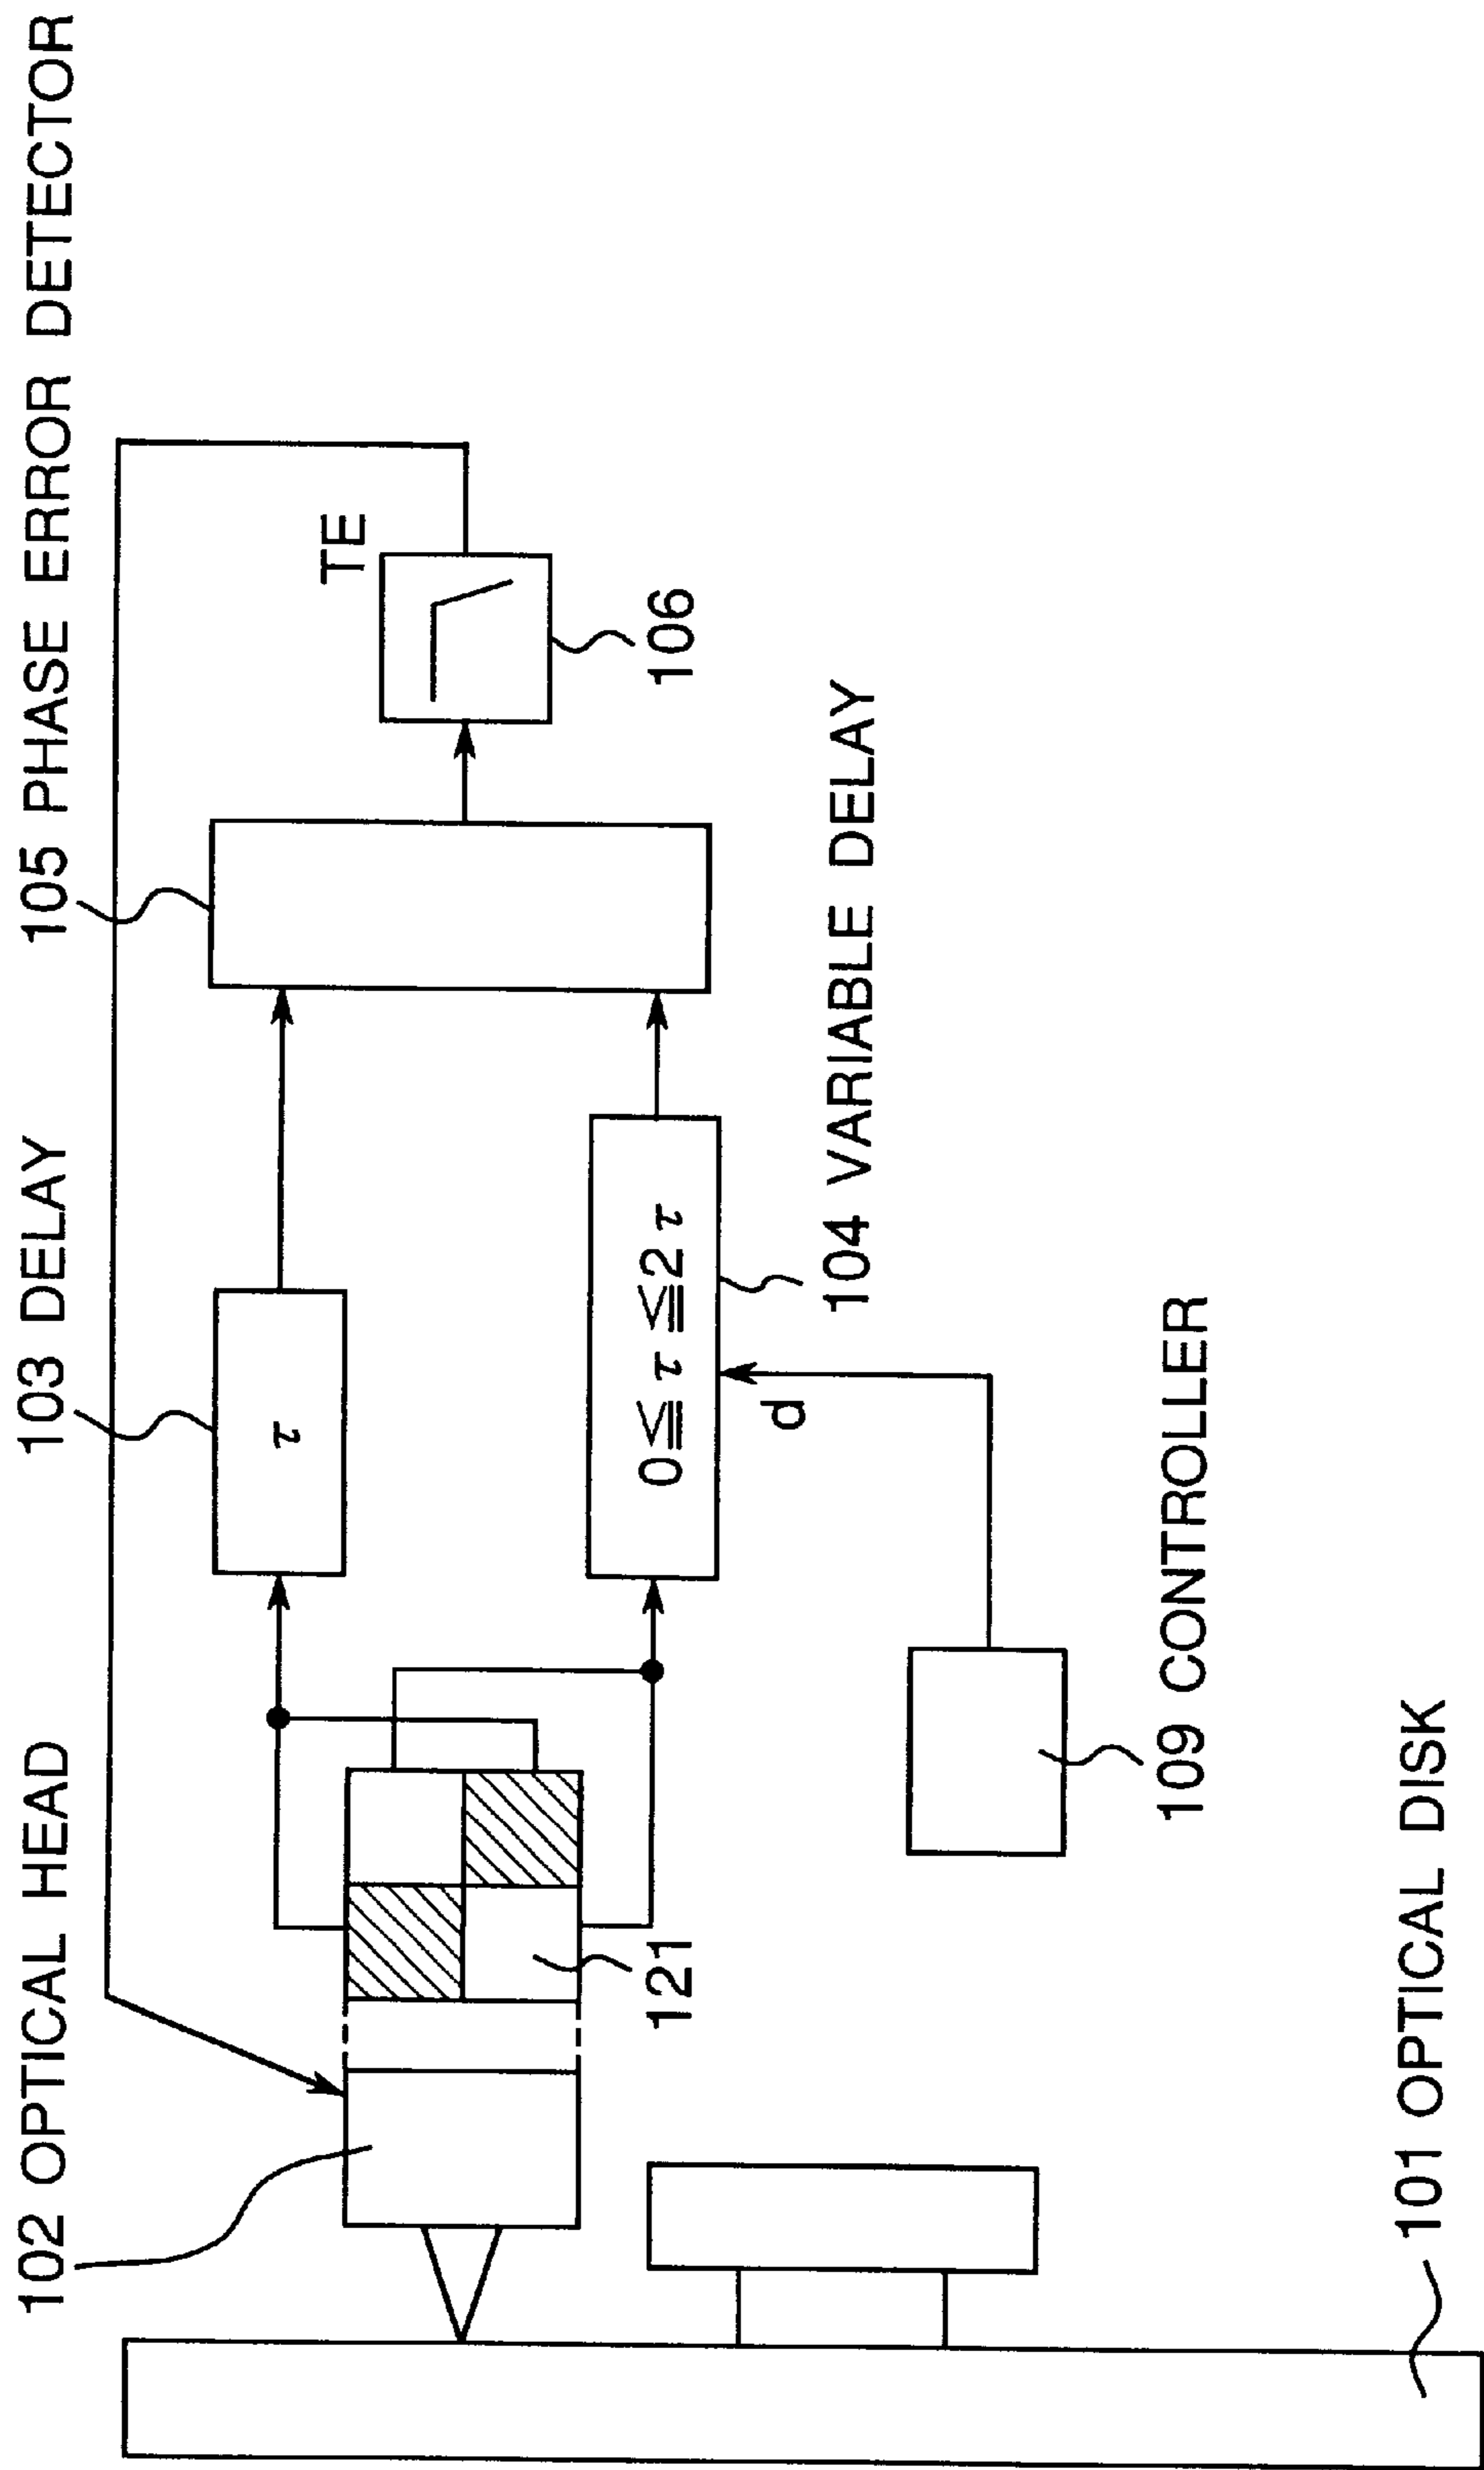 102 OPTICAL HEAD
103 DELAY
105 PHASE ERROR DETECTOR
τ
TE
106
121
0≦τ≦2τ
d
104 VARIABLE DELAY
109 CONTROLLER
101 OPTICAL DISK